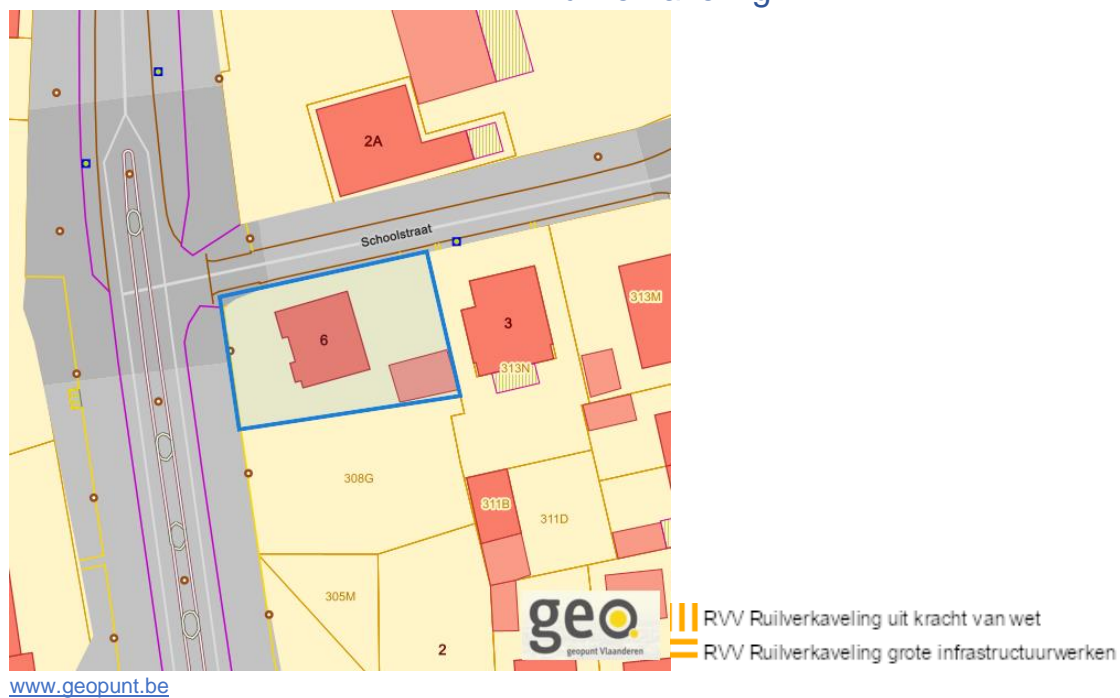 2A
Schoolstraat
6
3
313N
313M
308G
311B
311D
305M
2
geo
geopunt Vlaanderen
RVV Ruilverkaveling uit kracht van wet
RVV Ruilverkaveling grote infrastructuurwerken
www.geopunt.be